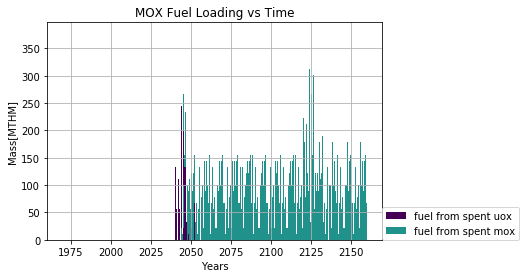 MOX Fuel Loading vs Time
350
300
250
200
150
100
50
0
Mass[MTHM]
1975 2000 2025 2050 2075 2100 2125 2150
Years
fuel from spent uox
fuel from spent mox